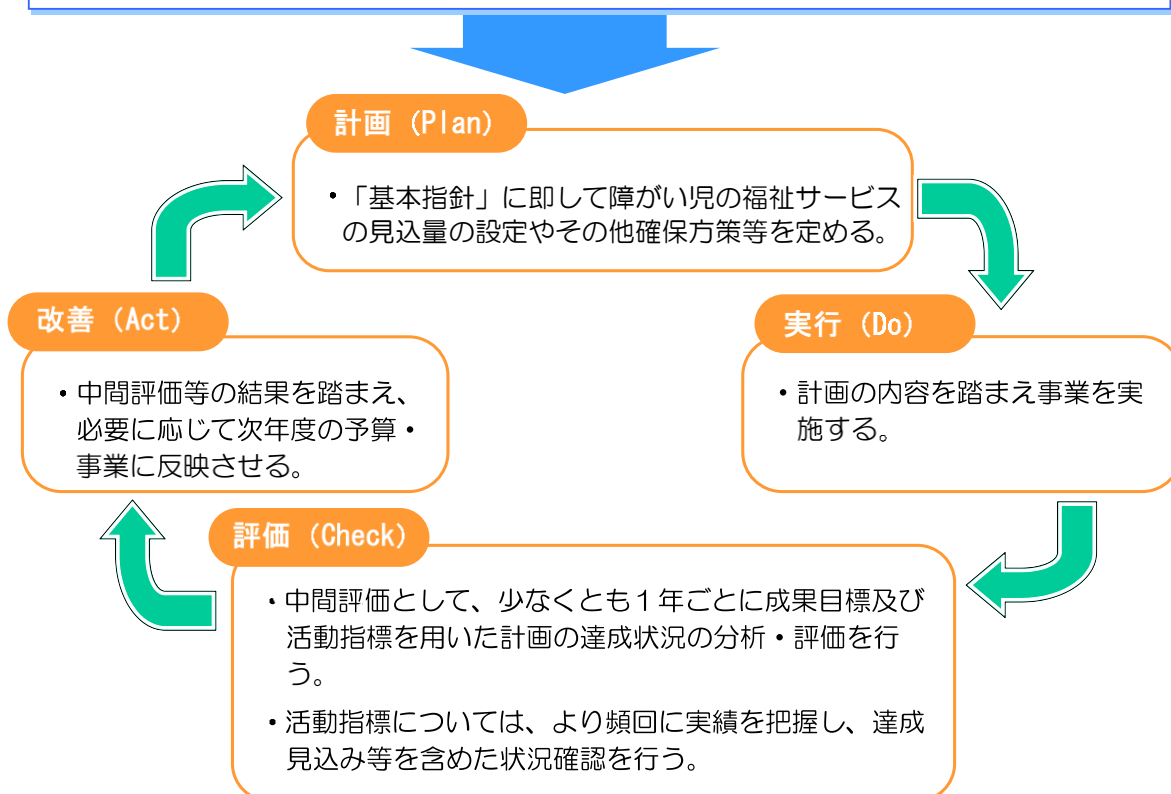 計画（Plan）
・「基本指針」に即して障がい児の福祉サービス
の見込量の設定やその他確保方策等を定める。
改善（Act）
・中間評価等の結果を踏まえ、
必要に応じて次年度の予算・
事業に反映させる。
実行（Do）
・計画の内容を踏まえ事業を実
施する。
評価（Check）
・中間評価として、少なくとも１年ごとに成果目標及び
活動指標を用いた計画の達成状況の分析・評価を行
う。
・活動指標については、より頻回に実績を把握し、達成
見込み等を含めた状況確認を行う。